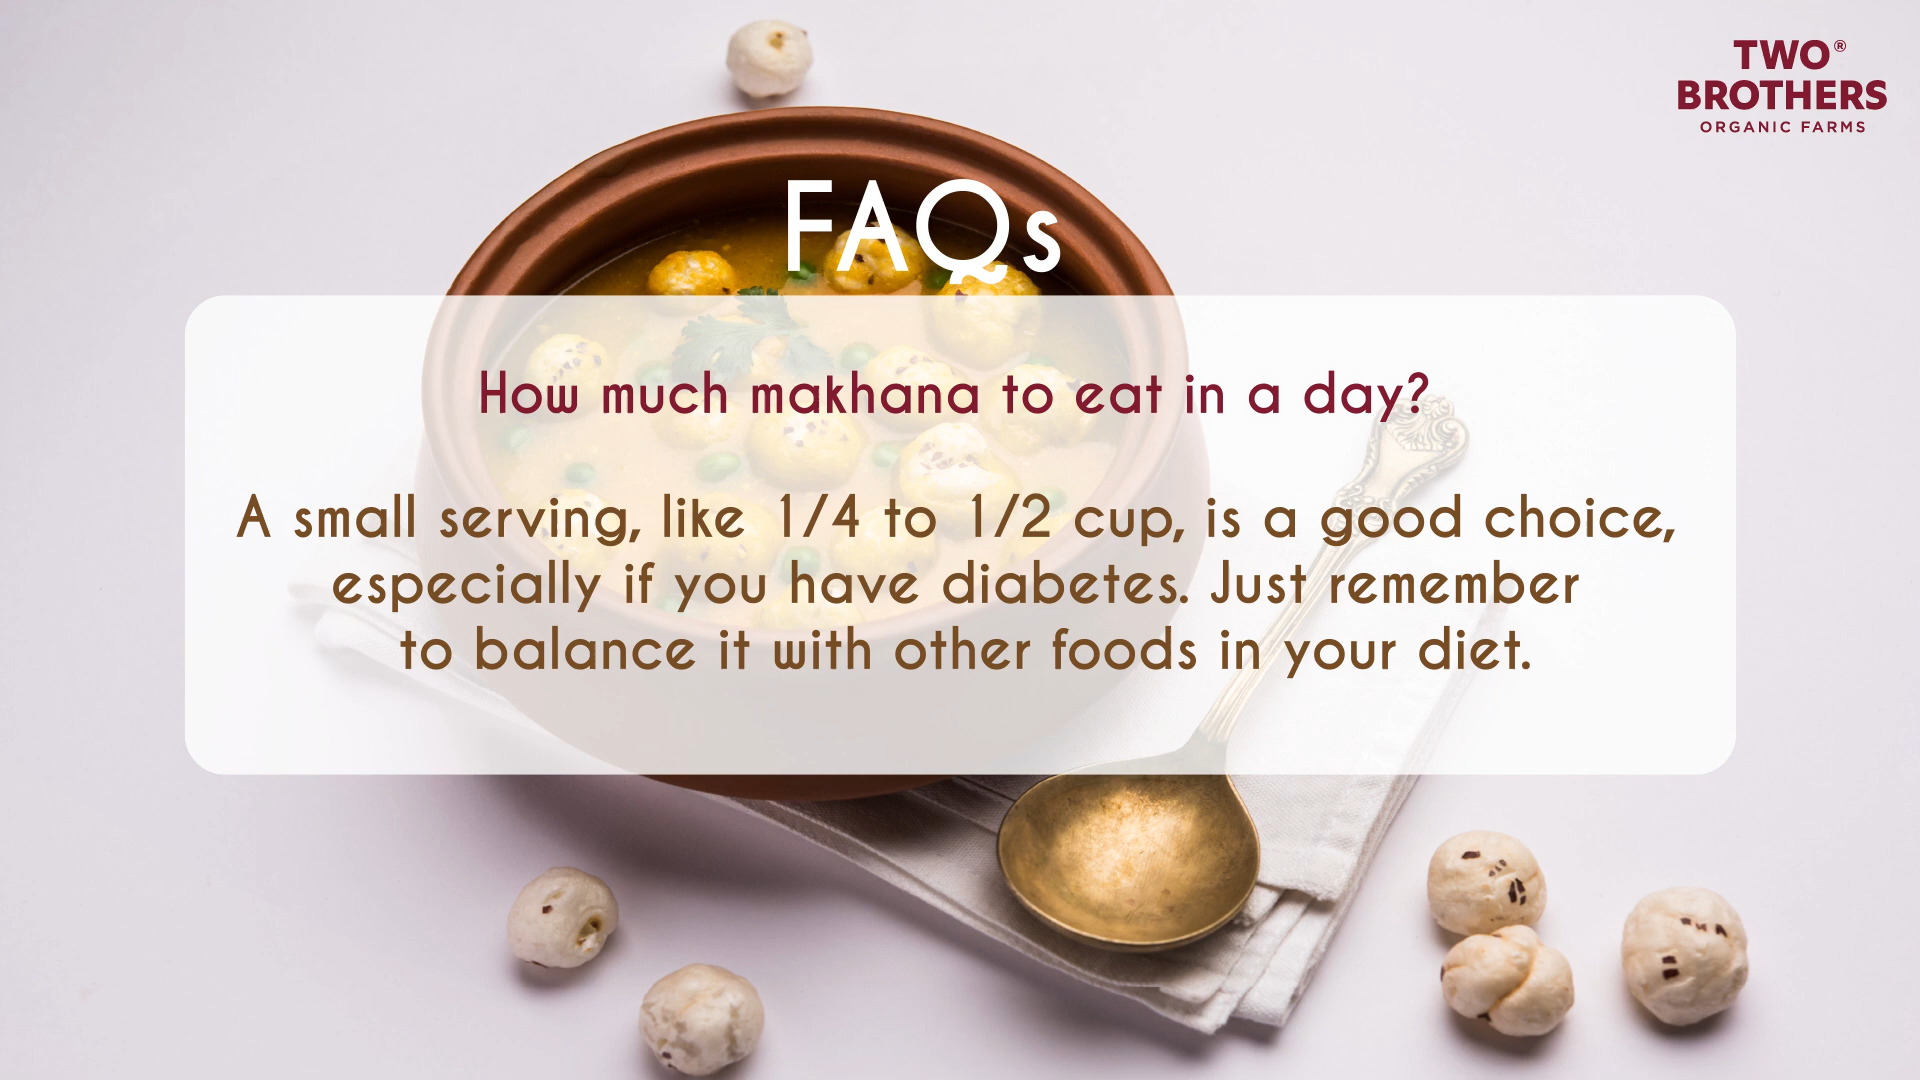 TWO®
BROTHERS
ORGANIC FARMS
FAQs
How much makhana to eat in a day?
A small serving, like 1/4 to 1/2 cup, is a good choice,
especially if you have diabetes. Just remember
to balance it with other foods in your diet.